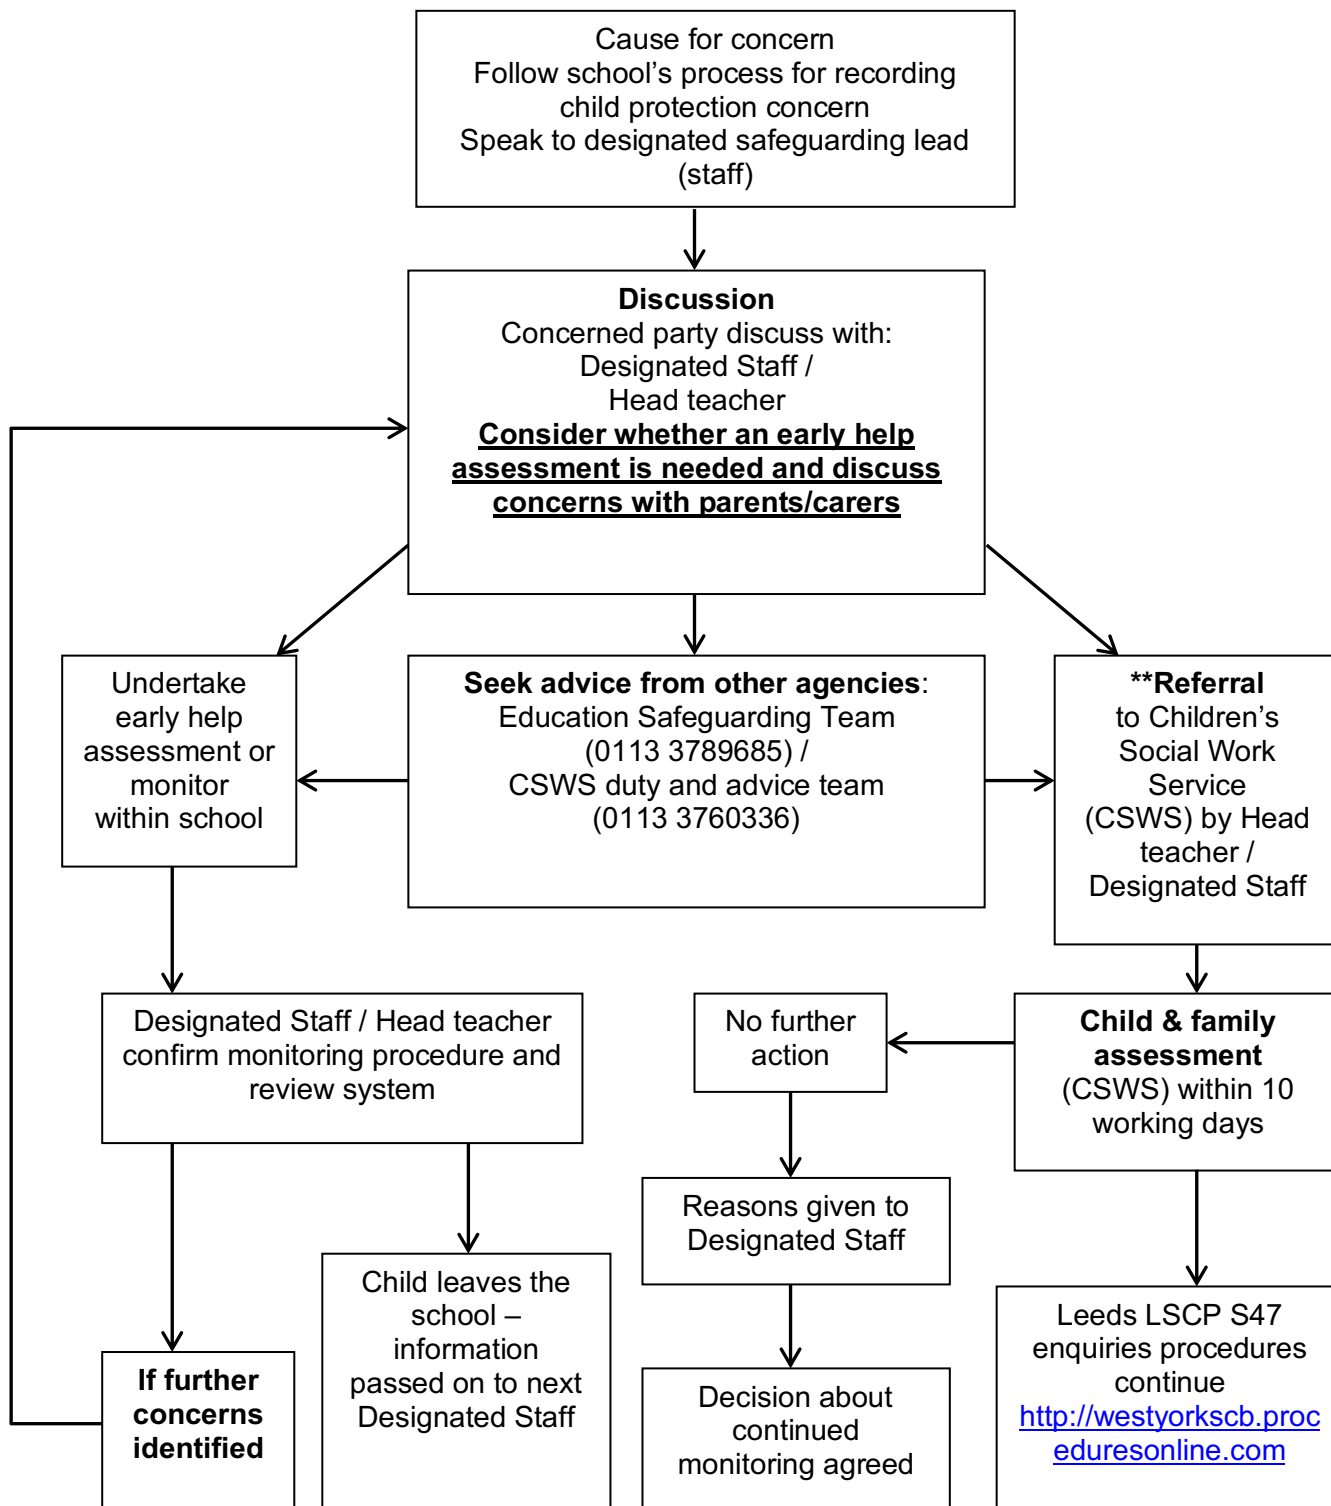 Cause for concern
Follow school’s process for recording
child protection concern
Speak to designated safeguarding lead
(staff)
Discussion
Concerned party discuss with:
Designated Staff /
Head teacher
Consider whether an early help
assessment is needed and discuss
concerns with parents/carers
Undertake
early help
assessment or
monitor
within school
Seek advice from other agencies:
Education Safeguarding Team
(0113 3789685) /
CSWS duty and advice team
(0113 3760336)
**Referral
to Children’s
Social Work
Service
(CSWS) by Head
teacher /
Designated Staff
Designated Staff / Head teacher
confirm monitoring procedure and
review system
No further
action
Child & family
assessment
(CSWS) within 10
working days
Reasons given to
Designated Staff
If further
concerns
identified
Child leaves the
school –
information
passed on to next
Designated Staff
Decision about
continued
monitoring agreed
Leeds LSCP S47
enquiries procedures
continue
http://westyorkscb.proc
eduresonline.com